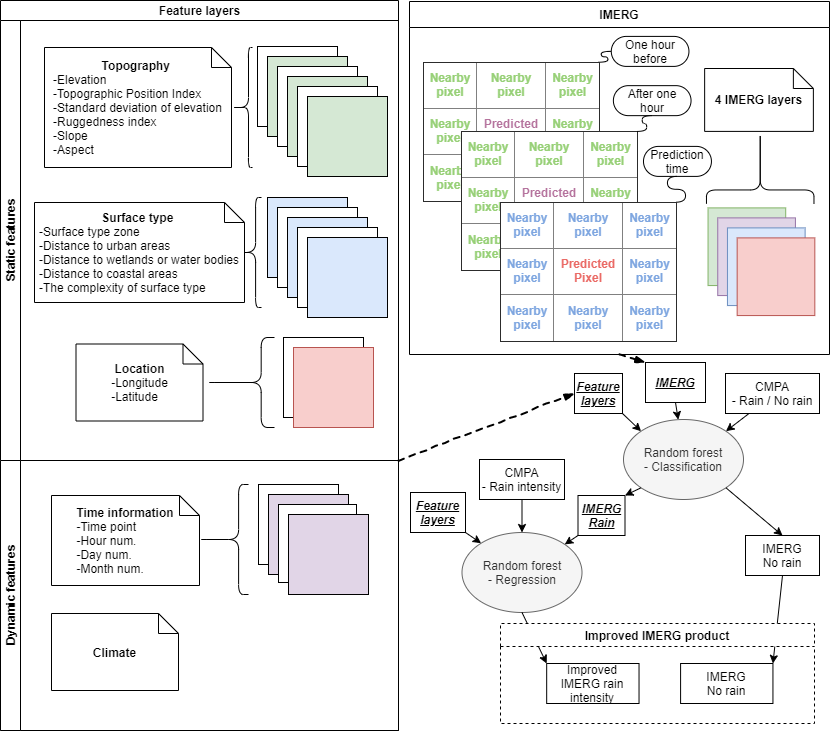 Feature layers
Static features
Topography
-Elevation
-Topographic Position Index
-Standard deviation of elevation
-Ruggedness index
-Slope
-Aspect
Surface type
-Surface type zone
-Distance to urban areas
-Distance to wetlands or water bodies
-Distance to coastal areas
-The complexity of surface type
Location
-Longitude
-Latitude
Dynamic features
Time information
-Time point
-Hour num.
-Day num.
-Month num.
Climate
IMERG
One hour
before
Nearby
pixel
Nearby
pixel
Nearby
pixel
Nearby
pixel
Predicted
Nearby
After one
hour
Nearby
pixel
Nearby
pixel
Nearby
pixel
Nearby
pixel
Predicted
Nearby
Nearby
pixel
Prediction
time
Nearby
pixel
Nearby
pixel
Nearby
pixel
Nearby
pixel
Predicted
Pixel
Nearby
pixel
Nearby
pixel
Nearby
pixel
Nearby
pixel
4 IMERG layers
Feature
layers
IMERG
CMPA
- Rain / No rain
Random forest
- Classification
Feature
layers
CMPA
- Rain intensity
IMERG
Rain
Random forest
- Regression
IMERG
No rain
Improved IMERG product
Improved
IMERG rain
intensity
IMERG
No rain